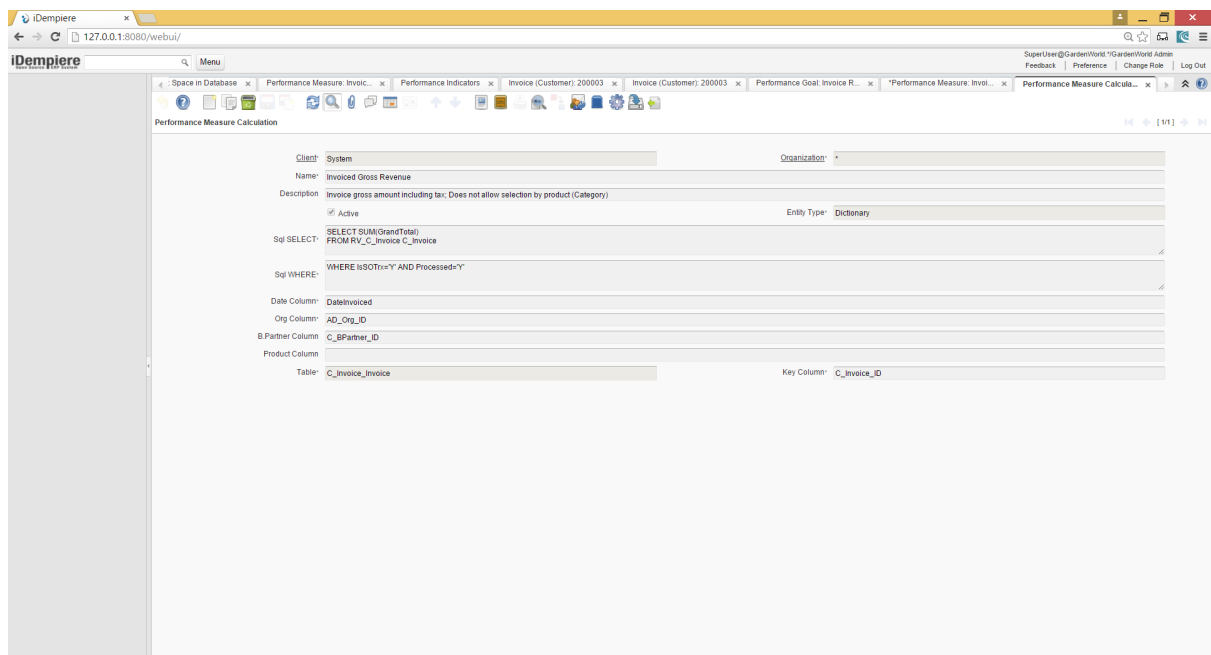 iDempiere
127.0.0.1:8080/webui/
iDempiere
Menu
SuperUser@GardenWorld.*/GardenWorld Admin
Feedback | Preference | Change Role | Log Out
: Space in Database x Performance Measure: Invoic... x Performance Indicators x Invoice (Customer): 200003 x Invoice (Customer): 200003 x Performance Goal: Invoice R... x *Performance Measure: Invoi... x Performance Measure Calcula... x
Performance Measure Calculation
[1/1]
Client* System Organization* *
Name* Invoiced Gross Revenue
Description Invoice gross amount including tax; Does not allow selection by product (Category)
Active Entity Type* Dictionary
Sql SELECT* SELECT SUM(GrandTotal)
FROM RV_C_Invoice C_Invoice
Sql WHERE* WHERE IsSOTrx='Y' AND Processed='Y'
Date Column* DateInvoiced
Org Column* AD_Org_ID
B.Partner Column C_BPartner_ID
Product Column
Table* C_Invoice_Invoice Key Column* C_Invoice_ID